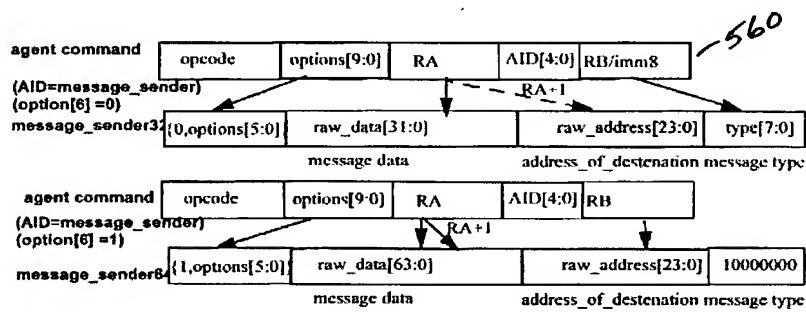 560
agent command opcode options[9:0] RA AID[4:0] RB/imm8
(AID=message_sender)
(option[6] =0) RA+1
message_sender32 {0,options[5:0]} raw_data[31:0] raw_address[23:0] type[7:0]
message data address_of_destenation message type
agent command opcode options[9:0] RA AID[4:0] RB
(AID=message_sender)
(option[6] =1) RA+1
message_sender64 {1,options[5:0]} raw_data[63:0] raw_address[23:0] 10000000
message data address_of_destenation message type